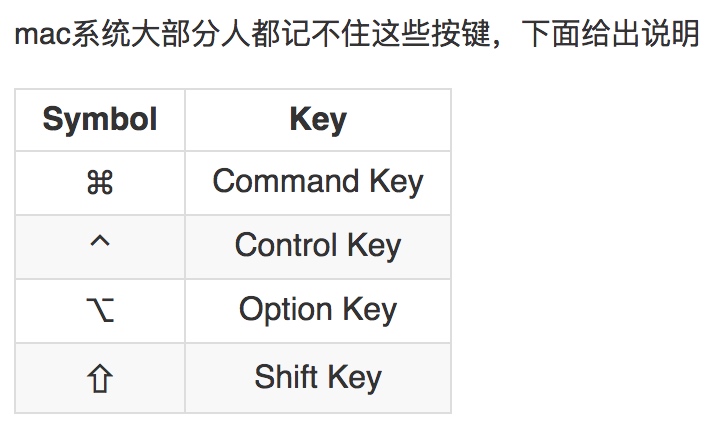 mac系统大部分人都记不住这些按键，下面给出说明
Symbol Key
⌘ Command Key
⌃ Control Key
⌥ Option Key
⇧ Shift Key